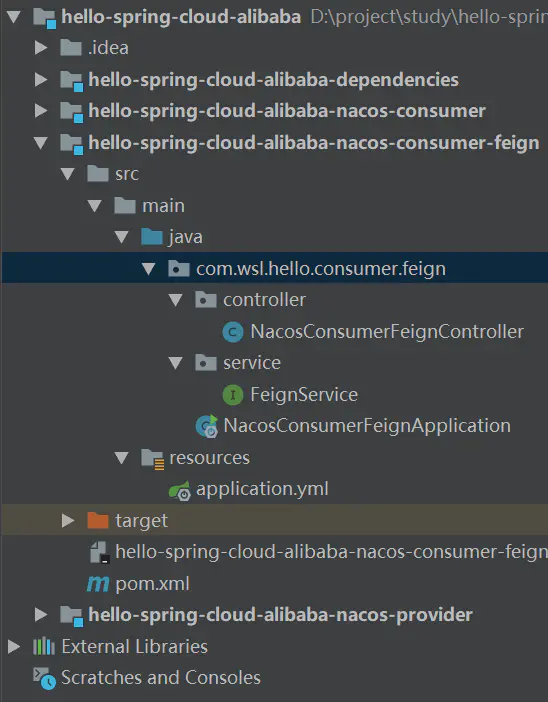 hello-spring-cloud-alibaba D:\project\study\hello-sprin
.idea
hello-spring-cloud-alibaba-dependencies
hello-spring-cloud-alibaba-nacos-consumer
hello-spring-cloud-alibaba-nacos-consumer-feign
src
main
java
com.wsl.hello.consumer.feign
controller
NacosConsumerFeignController
service
FeignService
NacosConsumerFeignApplication
resources
application.yml
target
hello-spring-cloud-alibaba-nacos-consumer-feign
pom.xml
hello-spring-cloud-alibaba-nacos-provider
External Libraries
Scratches and Consoles